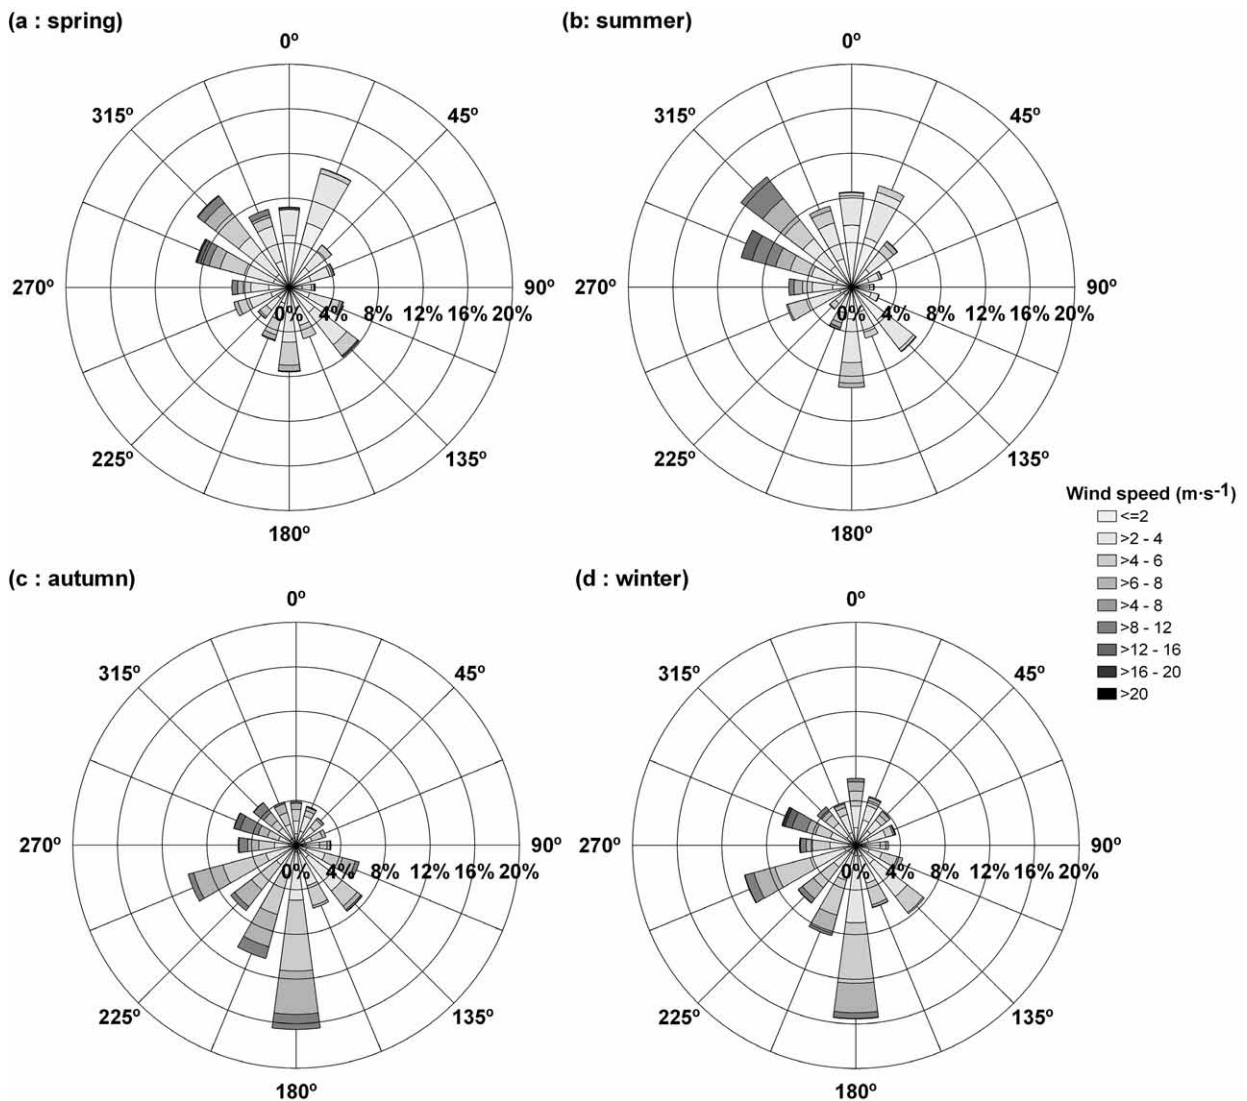 (a : spring)
(b: summer)
0º
0º
315º
45º
315º
45º
270º
90º
270º
90º
0% 4% 8% 12% 16% 20%
0% 4% 8% 12% 16% 20%
225º
135º
225º
135º
180º
180º
Wind speed (m·s-1)
<=2
>2 - 4
>4 - 6
>6 - 8
>4 - 8
>8 - 12
>12 - 16
>16 - 20
>20
(c : autumn)
(d : winter)
0º
0º
315º
45º
315º
45º
270º
90º
270º
90º
0% 4% 8% 12% 16% 20%
0% 4% 8% 12% 16% 20%
225º
135º
225º
135º
180º
180º